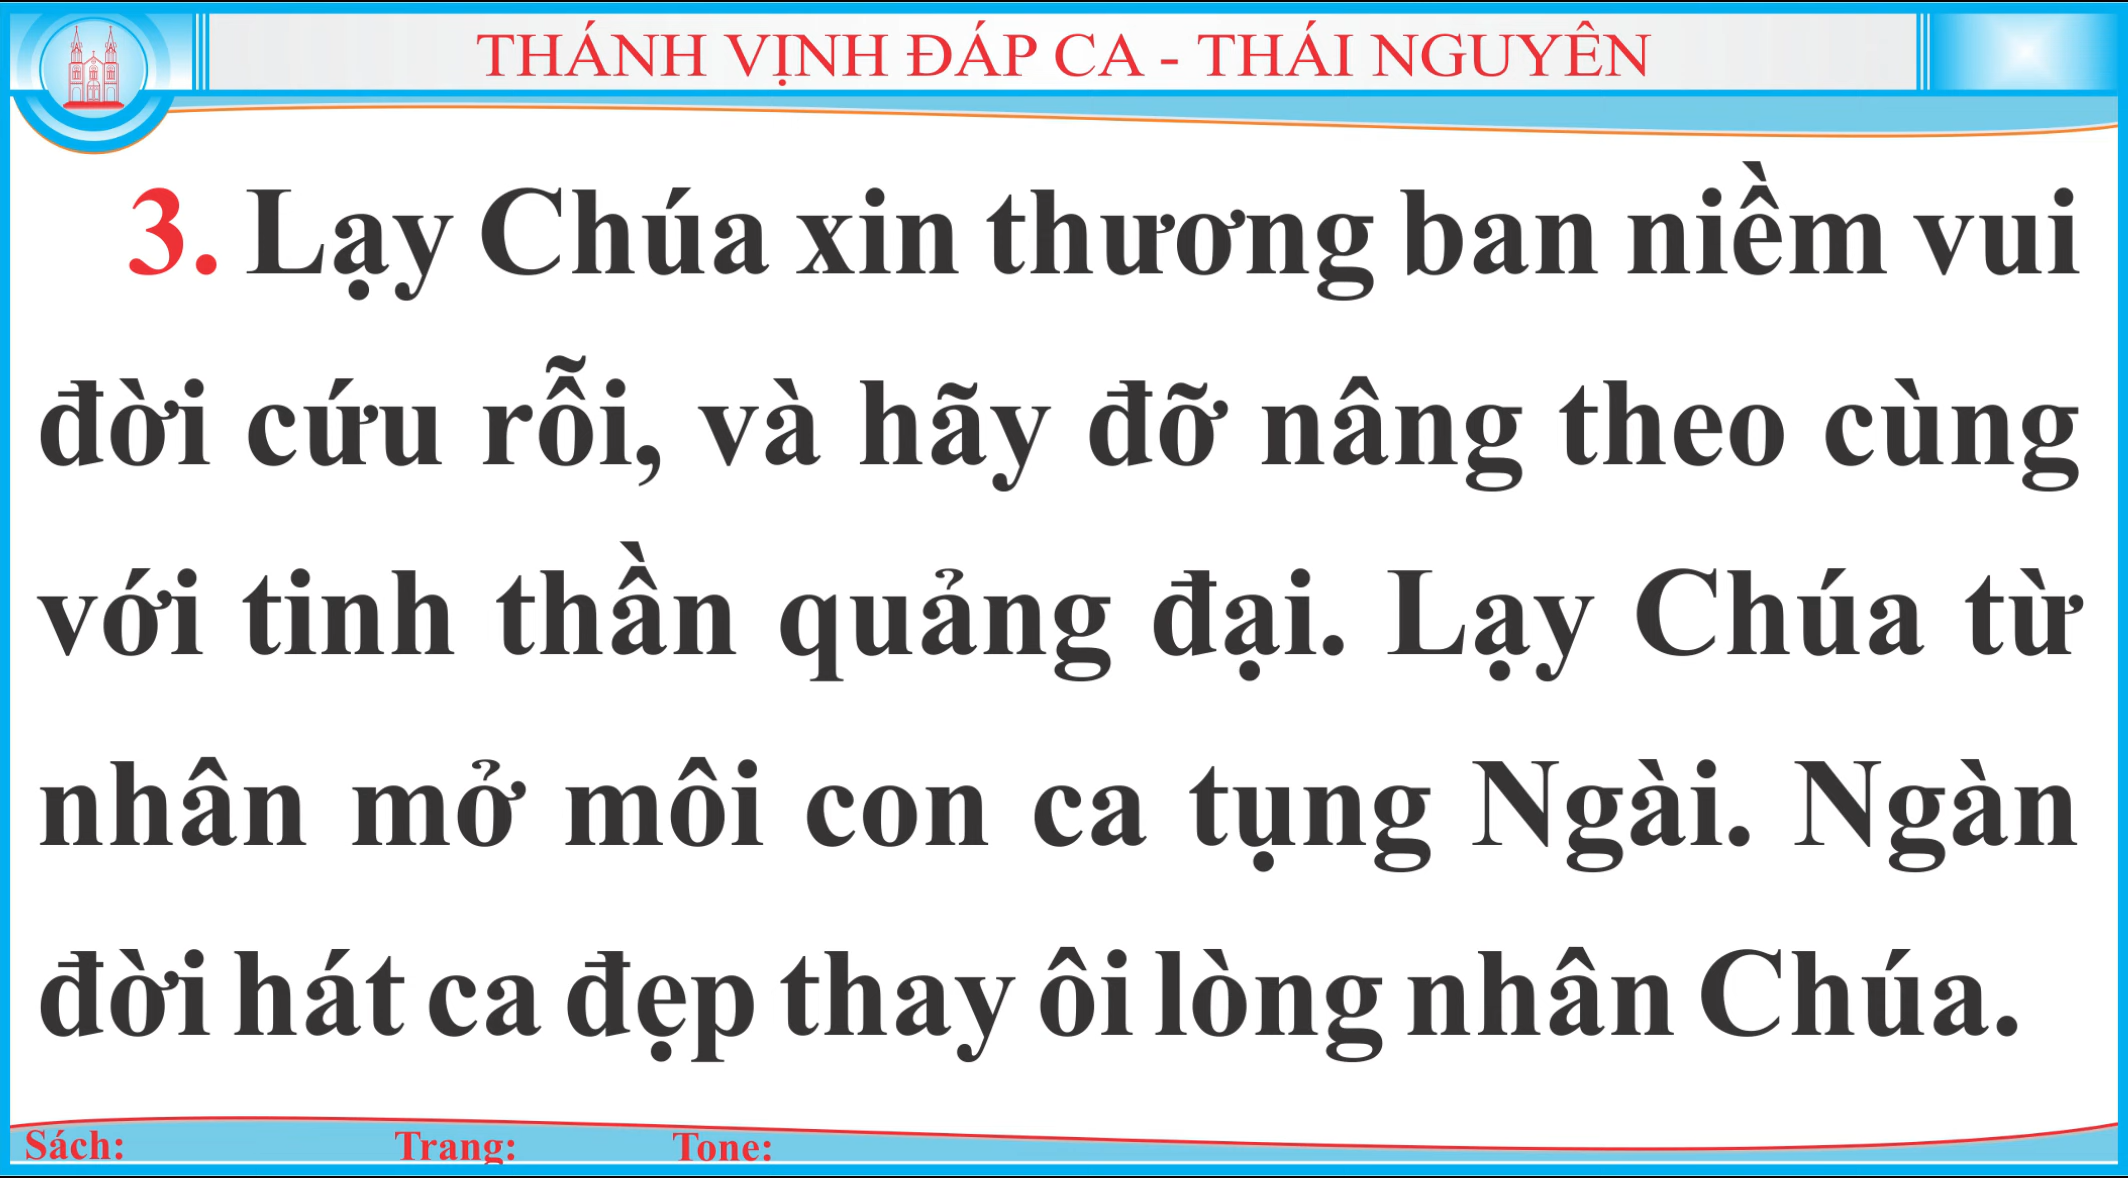 THÁNH VỊNH ĐÁP CA - THÁI NGUYÊN
3. Lạy Chúa xin thương ban niềm vui
đời cứu rỗi, và hãy đỡ nâng theo cùng
với tinh thần quảng đại. Lạy Chúa từ
nhân mở môi con ca tụng Ngài. Ngàn
đời hát ca đẹp thay ôi lòng nhân Chúa.
Sách: Trang: Tone: